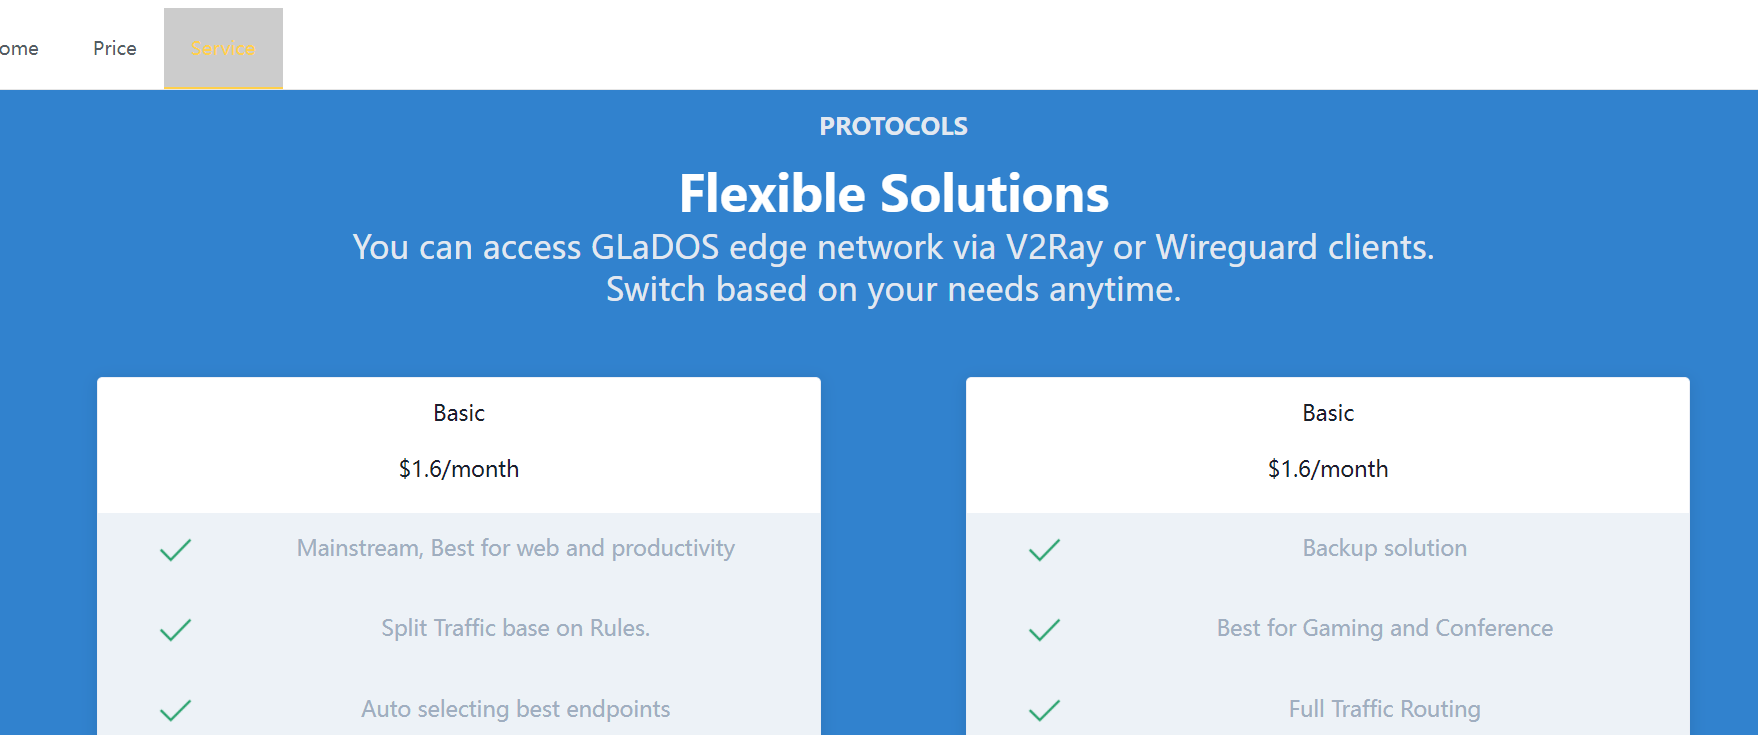 ome Price Service
PROTOCOLS
Flexible Solutions
You can access GLaDOS edge network via V2Ray or Wireguard clients.
Switch based on your needs anytime.
Basic
$1.6/month
Mainstream, Best for web and productivity
Split Traffic base on Rules.
Auto selecting best endpoints
Basic
$1.6/month
Backup solution
Best for Gaming and Conference
Full Traffic Routing